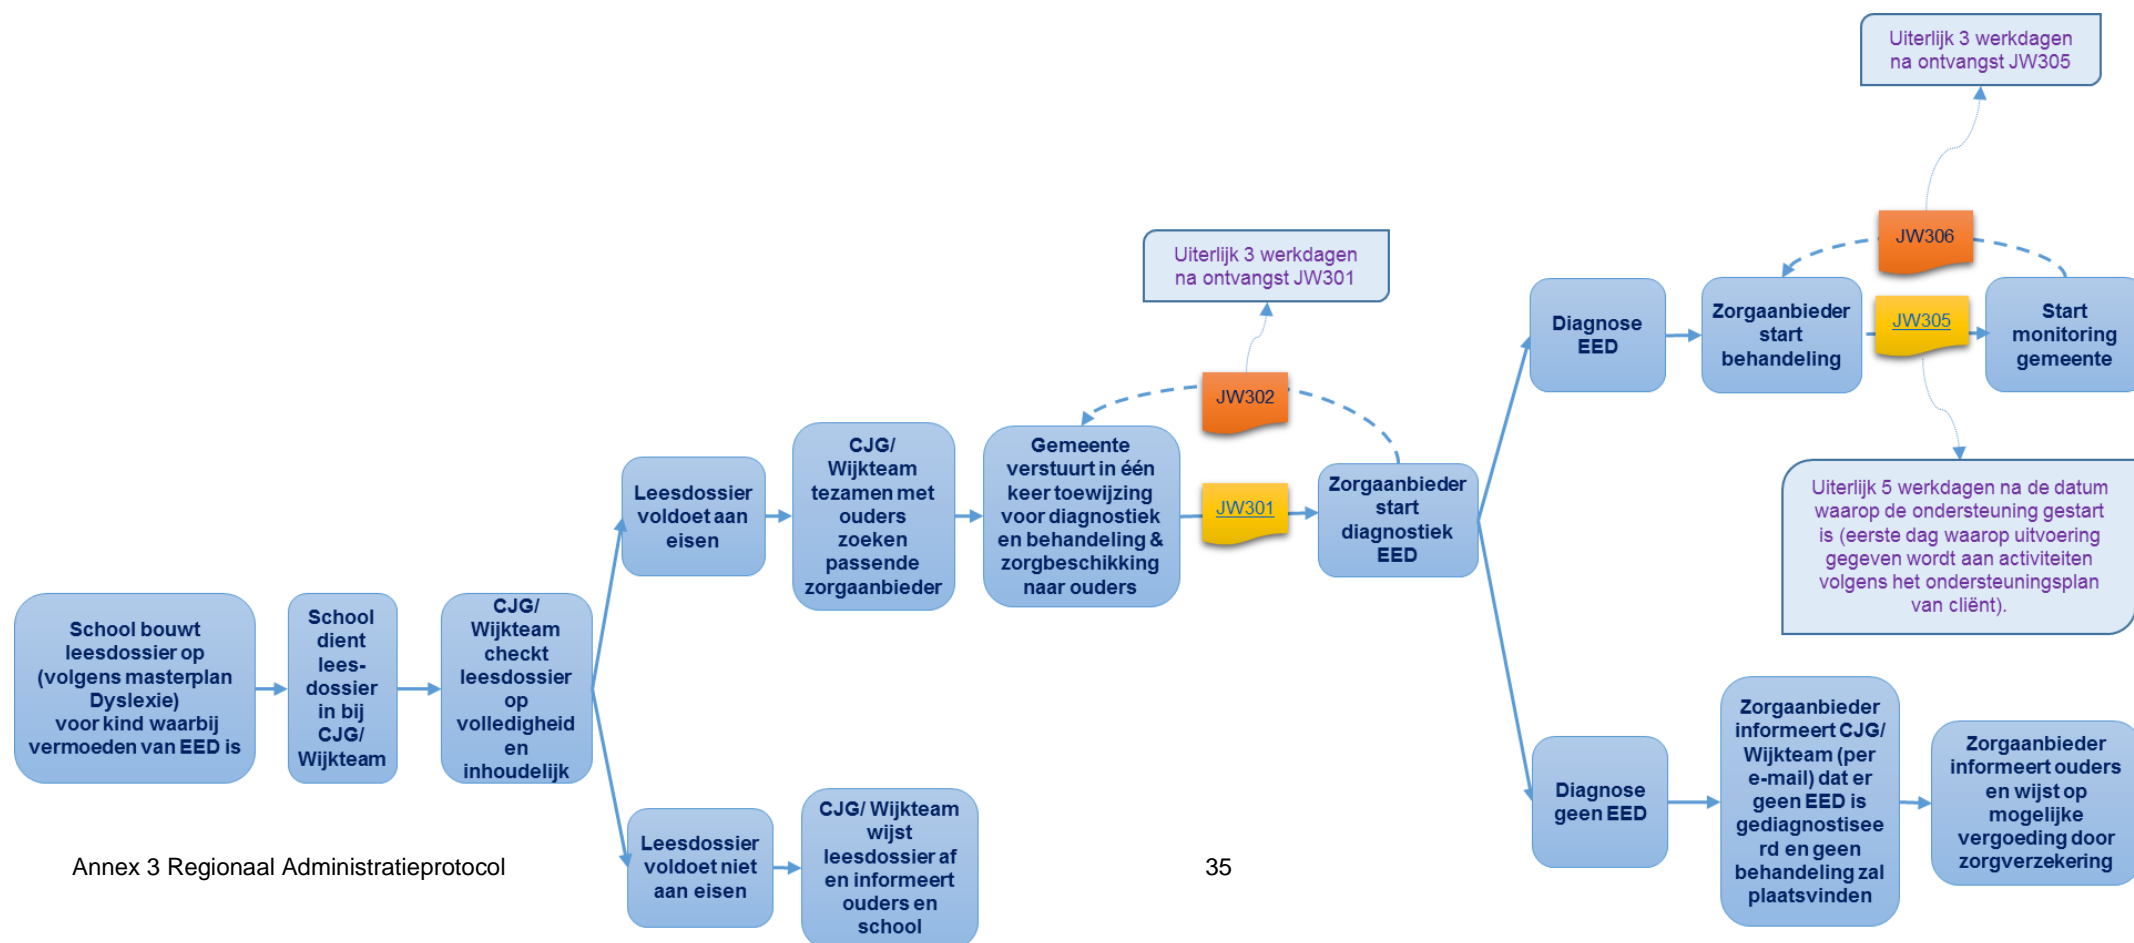 School bouwt
leesdossier op
(volgens masterplan
Dyslexie)
voor kind waarbij
vermoeden van EED is
School
dient
lees-
dossier
in bij
CJG/
Wijkteam
CJG/
Wijkteam
checkt
leesdossier
op
volledigheid
en
inhoudelijk
Leesdossier
voldoet aan
eisen
CJG/
Wijkteam
tezamen met
ouders
zoeken
passende
zorgaanbieder
Gemeente
verstuurt in één
keer toewijzing
voor diagnostiek
en behandeling &
zorgbeschikking
naar ouders
JW301
JW302
Uiterlijk 3 werkdagen
na ontvangst JW301
Zorgaanbieder
start
diagnostiek
EED
Diagnose
EED
Zorgaanbieder
start
behandeling
JW305
JW306
Uiterlijk 3 werkdagen
na ontvangst JW305
Start
monitoring
gemeente
Uiterlijk 5 werkdagen na de datum
waarop de ondersteuning gestart
is (eerste dag waarop uitvoering
gegeven wordt aan activiteiten
volgens het ondersteuningsplan
van cliënt).
Diagnose
geen EED
Zorgaanbieder
informeert CJG/
Wijkteam (per
e-mail) dat er
geen EED is
gediagnostisee
rd en geen
behandeling zal
plaatsvinden
Zorgaanbieder
informeert ouders
en wijst op
mogelijke
vergoeding door
zorgverzekering
Leesdossier
voldoet niet
aan eisen
CJG/ Wijkteam
wijst
leesdossier af
en informeert
ouders en
school
Annex 3 Regionaal Administratieprotocol
35